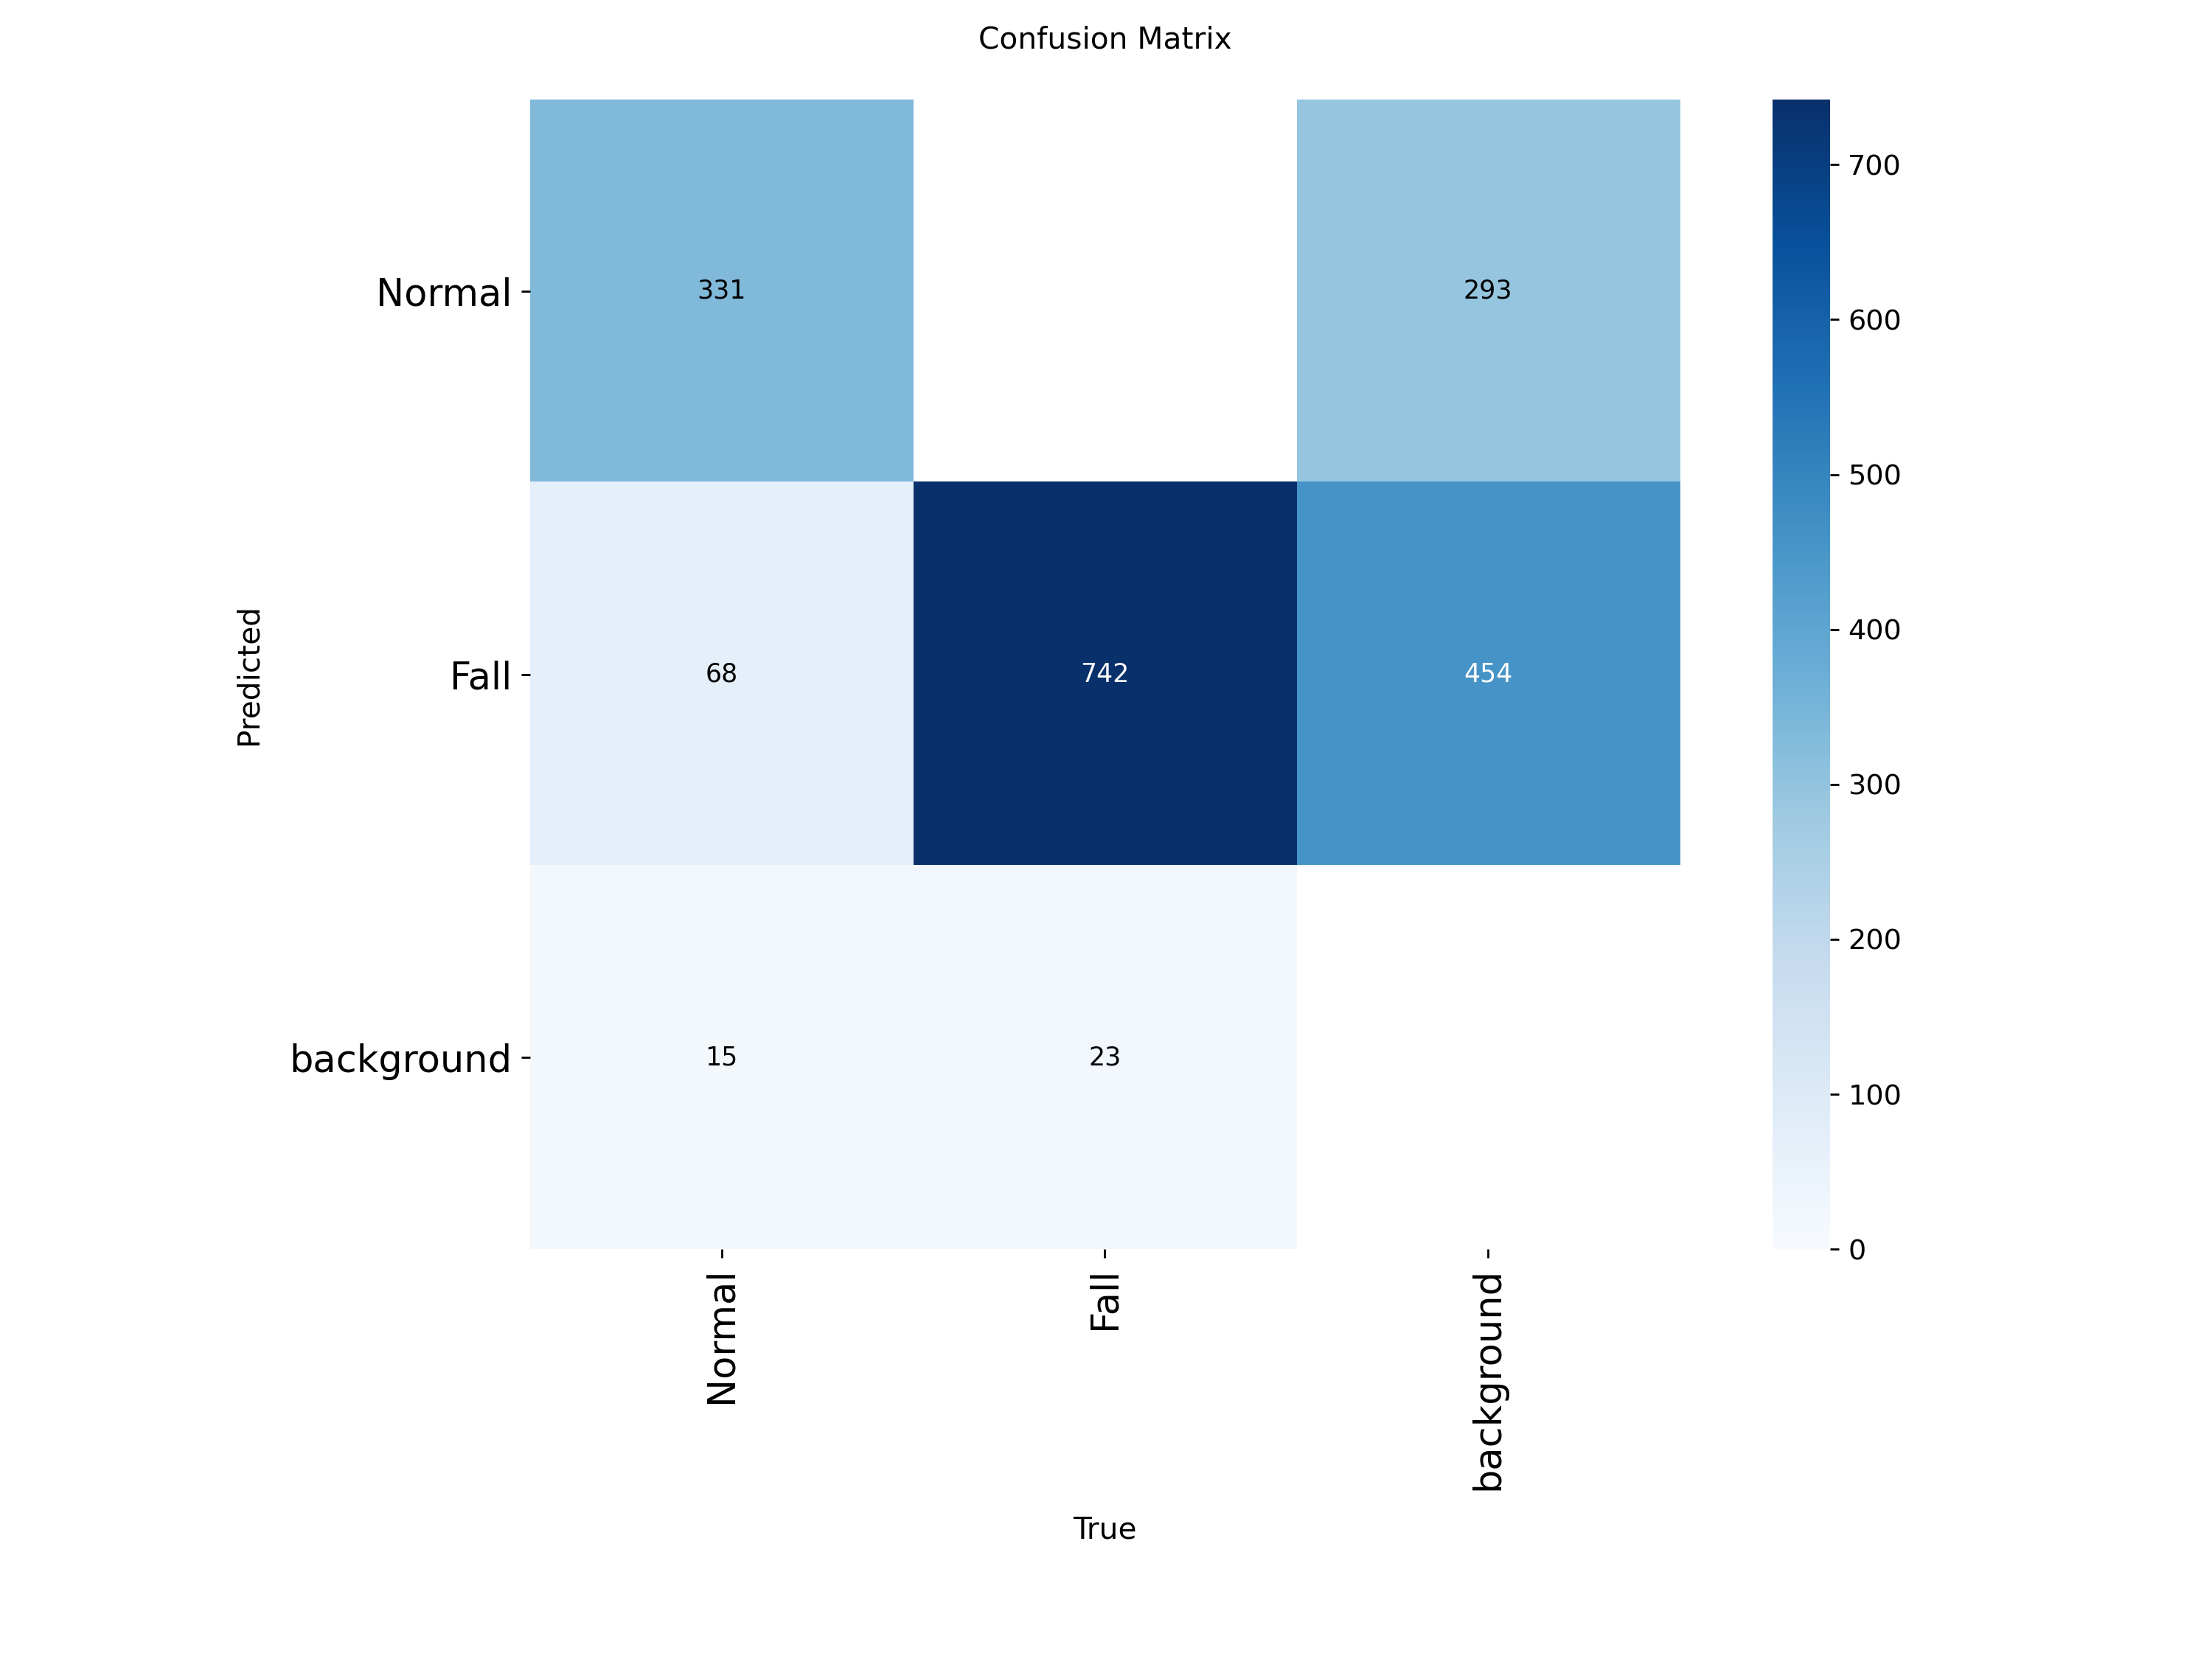 Confusion Matrix
Normal
331
293
700
600
500
Predicted
Fall
68
742
454
400
300
200
background
15
23
100
0
Normal
Fall
background
True